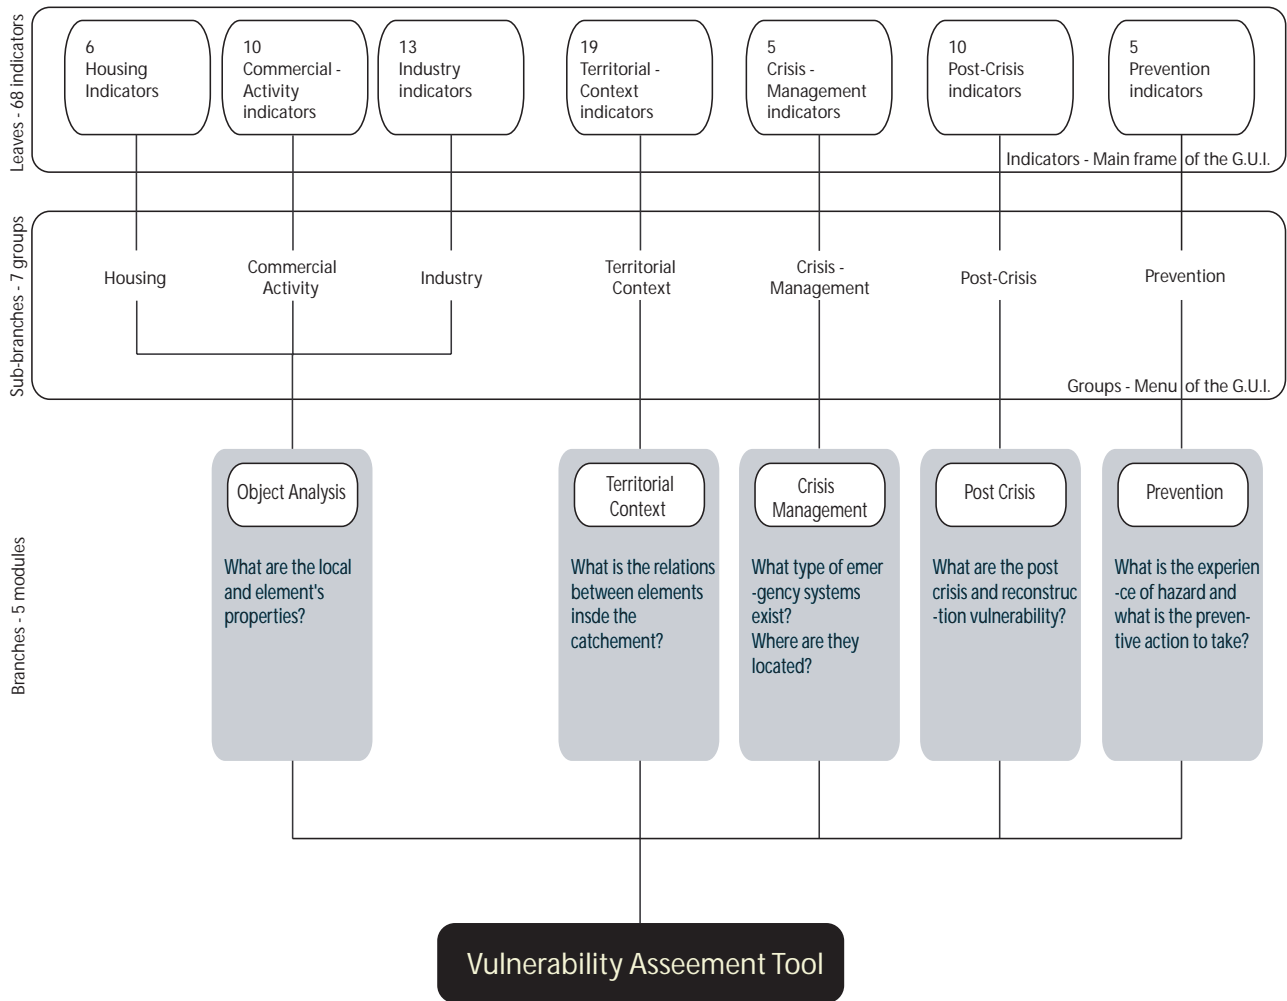 Leaves - 68 indicators
6
Housing
Indicators
10
Commercial -
Activity
indicators
13
Industry
indicators
19
Territorial -
Context
indicators
5
Crisis -
Management
indicators
10
Post-Crisis
indicators
5
Prevention
indicators
Indicators - Main frame of the G.U.I.
Sub-branches - 7 groups
Housing
Commercial
Activity
Industry
Territorial
Context
Crisis -
Management
Post-Crisis
Prevention
Groups - Menu of the G.U.I.
Branches - 5 modules
Object Analysis
What are the local
and element's
properties?
Territorial
Context
What is the relations
between elements
insde the
catchement?
Crisis
Management
What type of emer
-gency systems
exist?
Where are they
located?
Post Crisis
What are the post
crisis and reconstruc
-tion vulnerability?
Prevention
What is the experien
-ce of hazard and
what is the preven-
tive action to take?
Vulnerability Asseement Tool